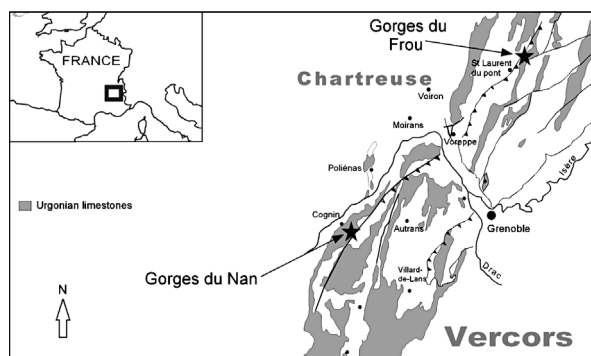 FRANCE
Gorges du
Frou
St Laurent
du pont
Chartreuse
Voiron
Moirans
Voreppe
Poliénas
Isère
Urgonian limestones
Cognin
Autrans
Grenoble
Gorges du Nan
Villard-
de-Lans
Drac
N
Vercors